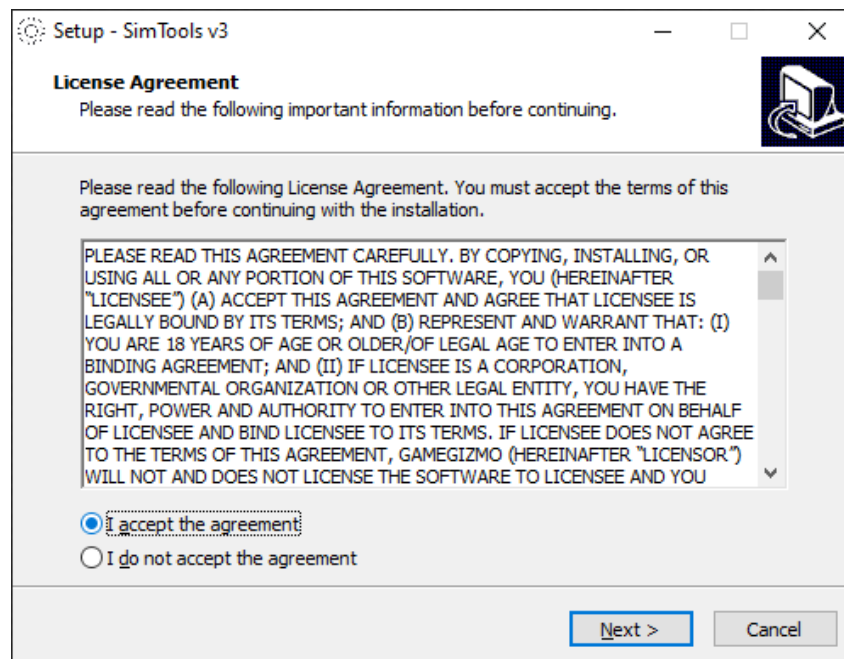 Setup - SimTools v3
License Agreement
Please read the following important information before continuing.
Please read the following License Agreement. You must accept the terms of this
agreement before continuing with the installation.
PLEASE READ THIS AGREEMENT CAREFULLY. BY COPYING, INSTALLING, OR
USING ALL OR ANY PORTION OF THIS SOFTWARE, YOU (HEREINAFTER
“LICENSEE”) (A) ACCEPT THIS AGREEMENT AND AGREE THAT LICENSEE IS
LEGALLY BOUND BY ITS TERMS; AND (B) REPRESENT AND WARRANT THAT: (I)
YOU ARE 18 YEARS OF AGE OR OLDER/OF LEGAL AGE TO ENTER INTO A
BINDING AGREEMENT; AND (II) IF LICENSEE IS A CORPORATION,
GOVERNMENTAL ORGANIZATION OR OTHER LEGAL ENTITY, YOU HAVE THE
RIGHT, POWER AND AUTHORITY TO ENTER INTO THIS AGREEMENT ON BEHALF
OF LICENSEE AND BIND LICENSEE TO ITS TERMS. IF LICENSEE DOES NOT AGREE
TO THE TERMS OF THIS AGREEMENT, GAMEGIZMO (HEREINAFTER “LICENSOR”)
WILL NOT AND DOES NOT LICENSE THE SOFTWARE TO LICENSEE AND YOU
I accept the agreement
I do not accept the agreement
Next >
Cancel